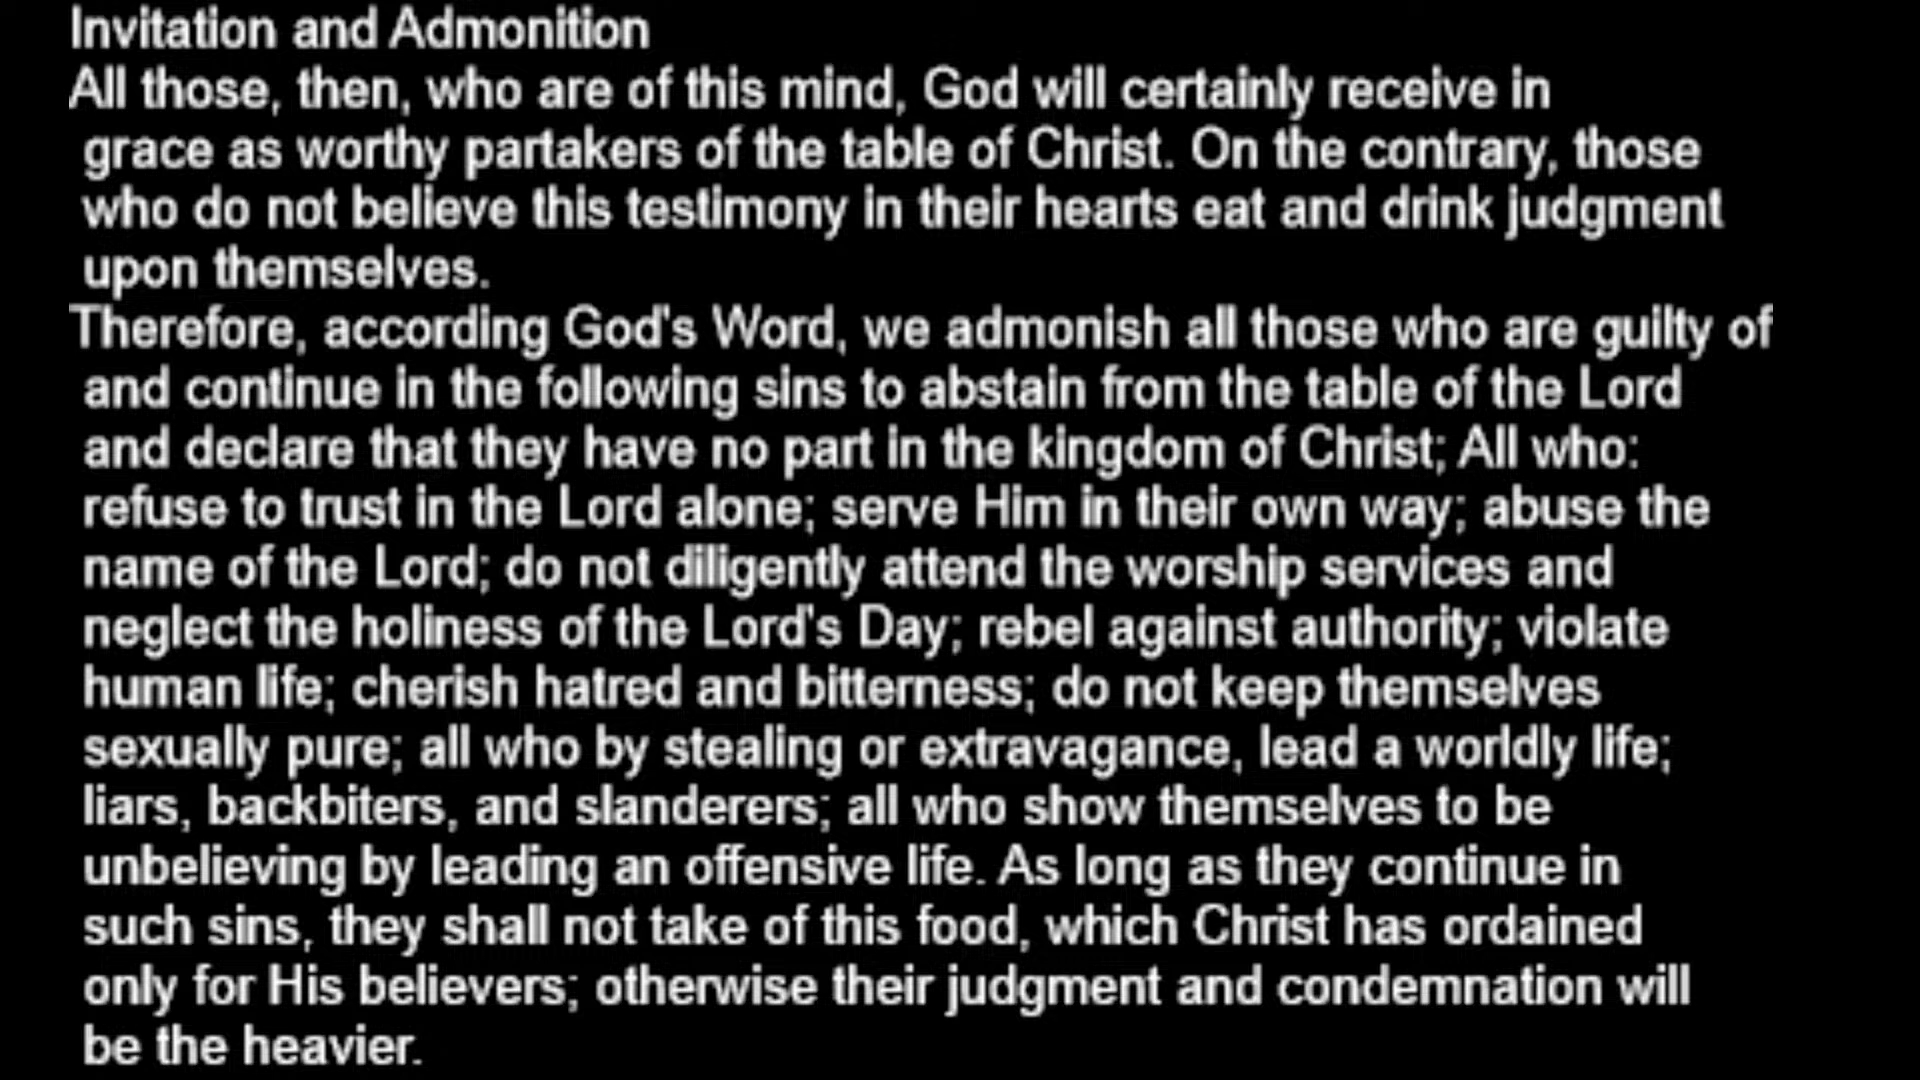 Invitation and Admonition
All those, then, who are of this mind, God will certainly receive in
grace as worthy partakers of the table of Christ. On the contrary, those
who do not believe this testimony in their hearts eat and drink judgment
upon themselves.
Therefore, according God's Word, we admonish all those who are guilty of
and continue in the following sins to abstain from the table of the Lord
and declare that they have no part in the kingdom of Christ; All who:
refuse to trust in the Lord alone; serve Him in their own way; abuse the
name of the Lord; do not diligently attend the worship services and
neglect the holiness of the Lord's Day; rebel against authority; violate
human life; cherish hatred and bitterness; do not keep themselves
sexually pure; all who by stealing or extravagance, lead a worldly life;
liars, backbiters, and slanderers; all who show themselves to be
unbelieving by leading an offensive life. As long as they continue in
such sins, they shall not take of this food, which Christ has ordained
only for His believers; otherwise their judgment and condemnation will
be the heavier.